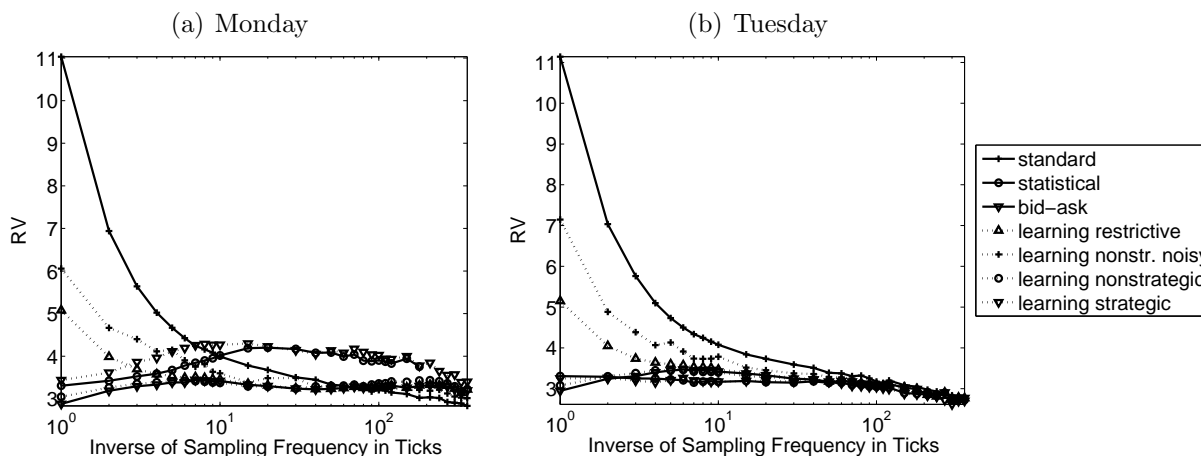 (a) Monday
(b) Tuesday
11
10
9
8
7
6
5
4
3
RV
10^0
10^1
10^2
Inverse of Sampling Frequency in Ticks
11
10
9
8
7
6
5
4
3
RV
10^0
10^1
10^2
Inverse of Sampling Frequency in Ticks
standard
statistical
bid−ask
learning restrictive
learning nonstr. noisy
learning nonstrategic
learning strategic